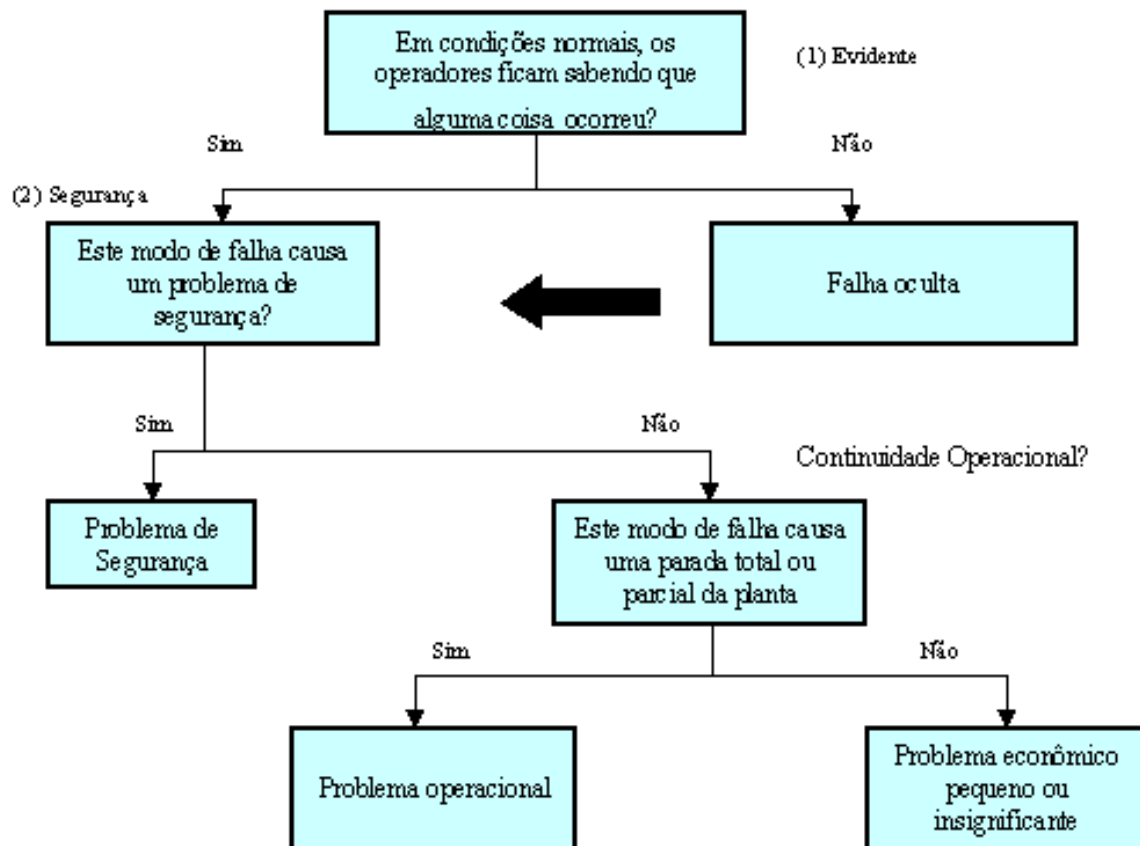 Em condições normais, os
operadores ficam sabendo que
alguma coisa ocorreu?
(1) Evidente
Sim
Não
(2) Segurança
Este modo de falha causa
um problema de
segurança?
Falha oculta
Sim
Não
Continuidade Operacional?
Problema de
Segurança
Este modo de falha causa
uma parada total ou
parcial da planta
Sim
Não
Problema operacional
Problema econômico
pequeno ou
insignificante